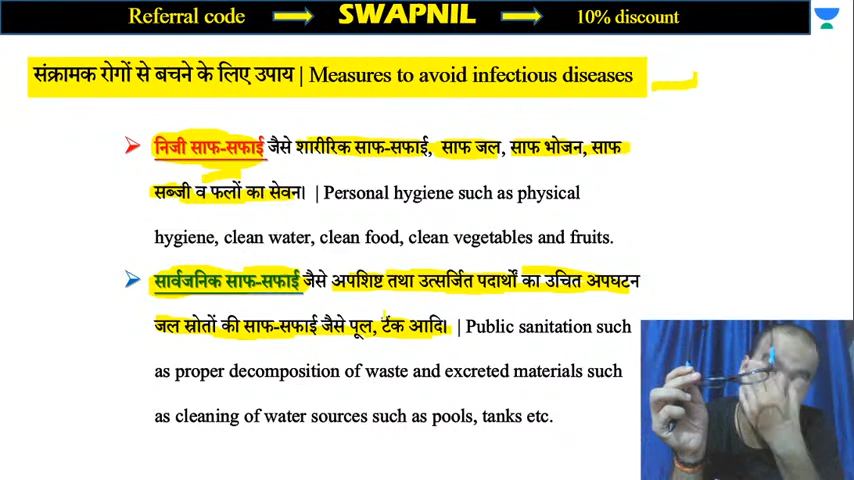 Referral code SWAPNIL 10% discount
संक्रामक रोगों से बचने के लिए उपाय | Measures to avoid infectious diseases
निजी साफ-सफाई जैसे शारीरिक साफ-सफाई, साफ जल, साफ भोजन, साफ
सब्जी व फलों का सेवन। | Personal hygiene such as physical
hygiene, clean water, clean food, clean vegetables and fruits.
सार्वजनिक साफ-सफाई जैसे अपशिष्ट तथा उत्सर्जित पदार्थों का उचित अपघटन
जल स्रोतों की साफ-सफाई जैसे पूल, टैंक आदि। | Public sanitation such
as proper decomposition of waste and excreted materials such
as cleaning of water sources such as pools, tanks etc.